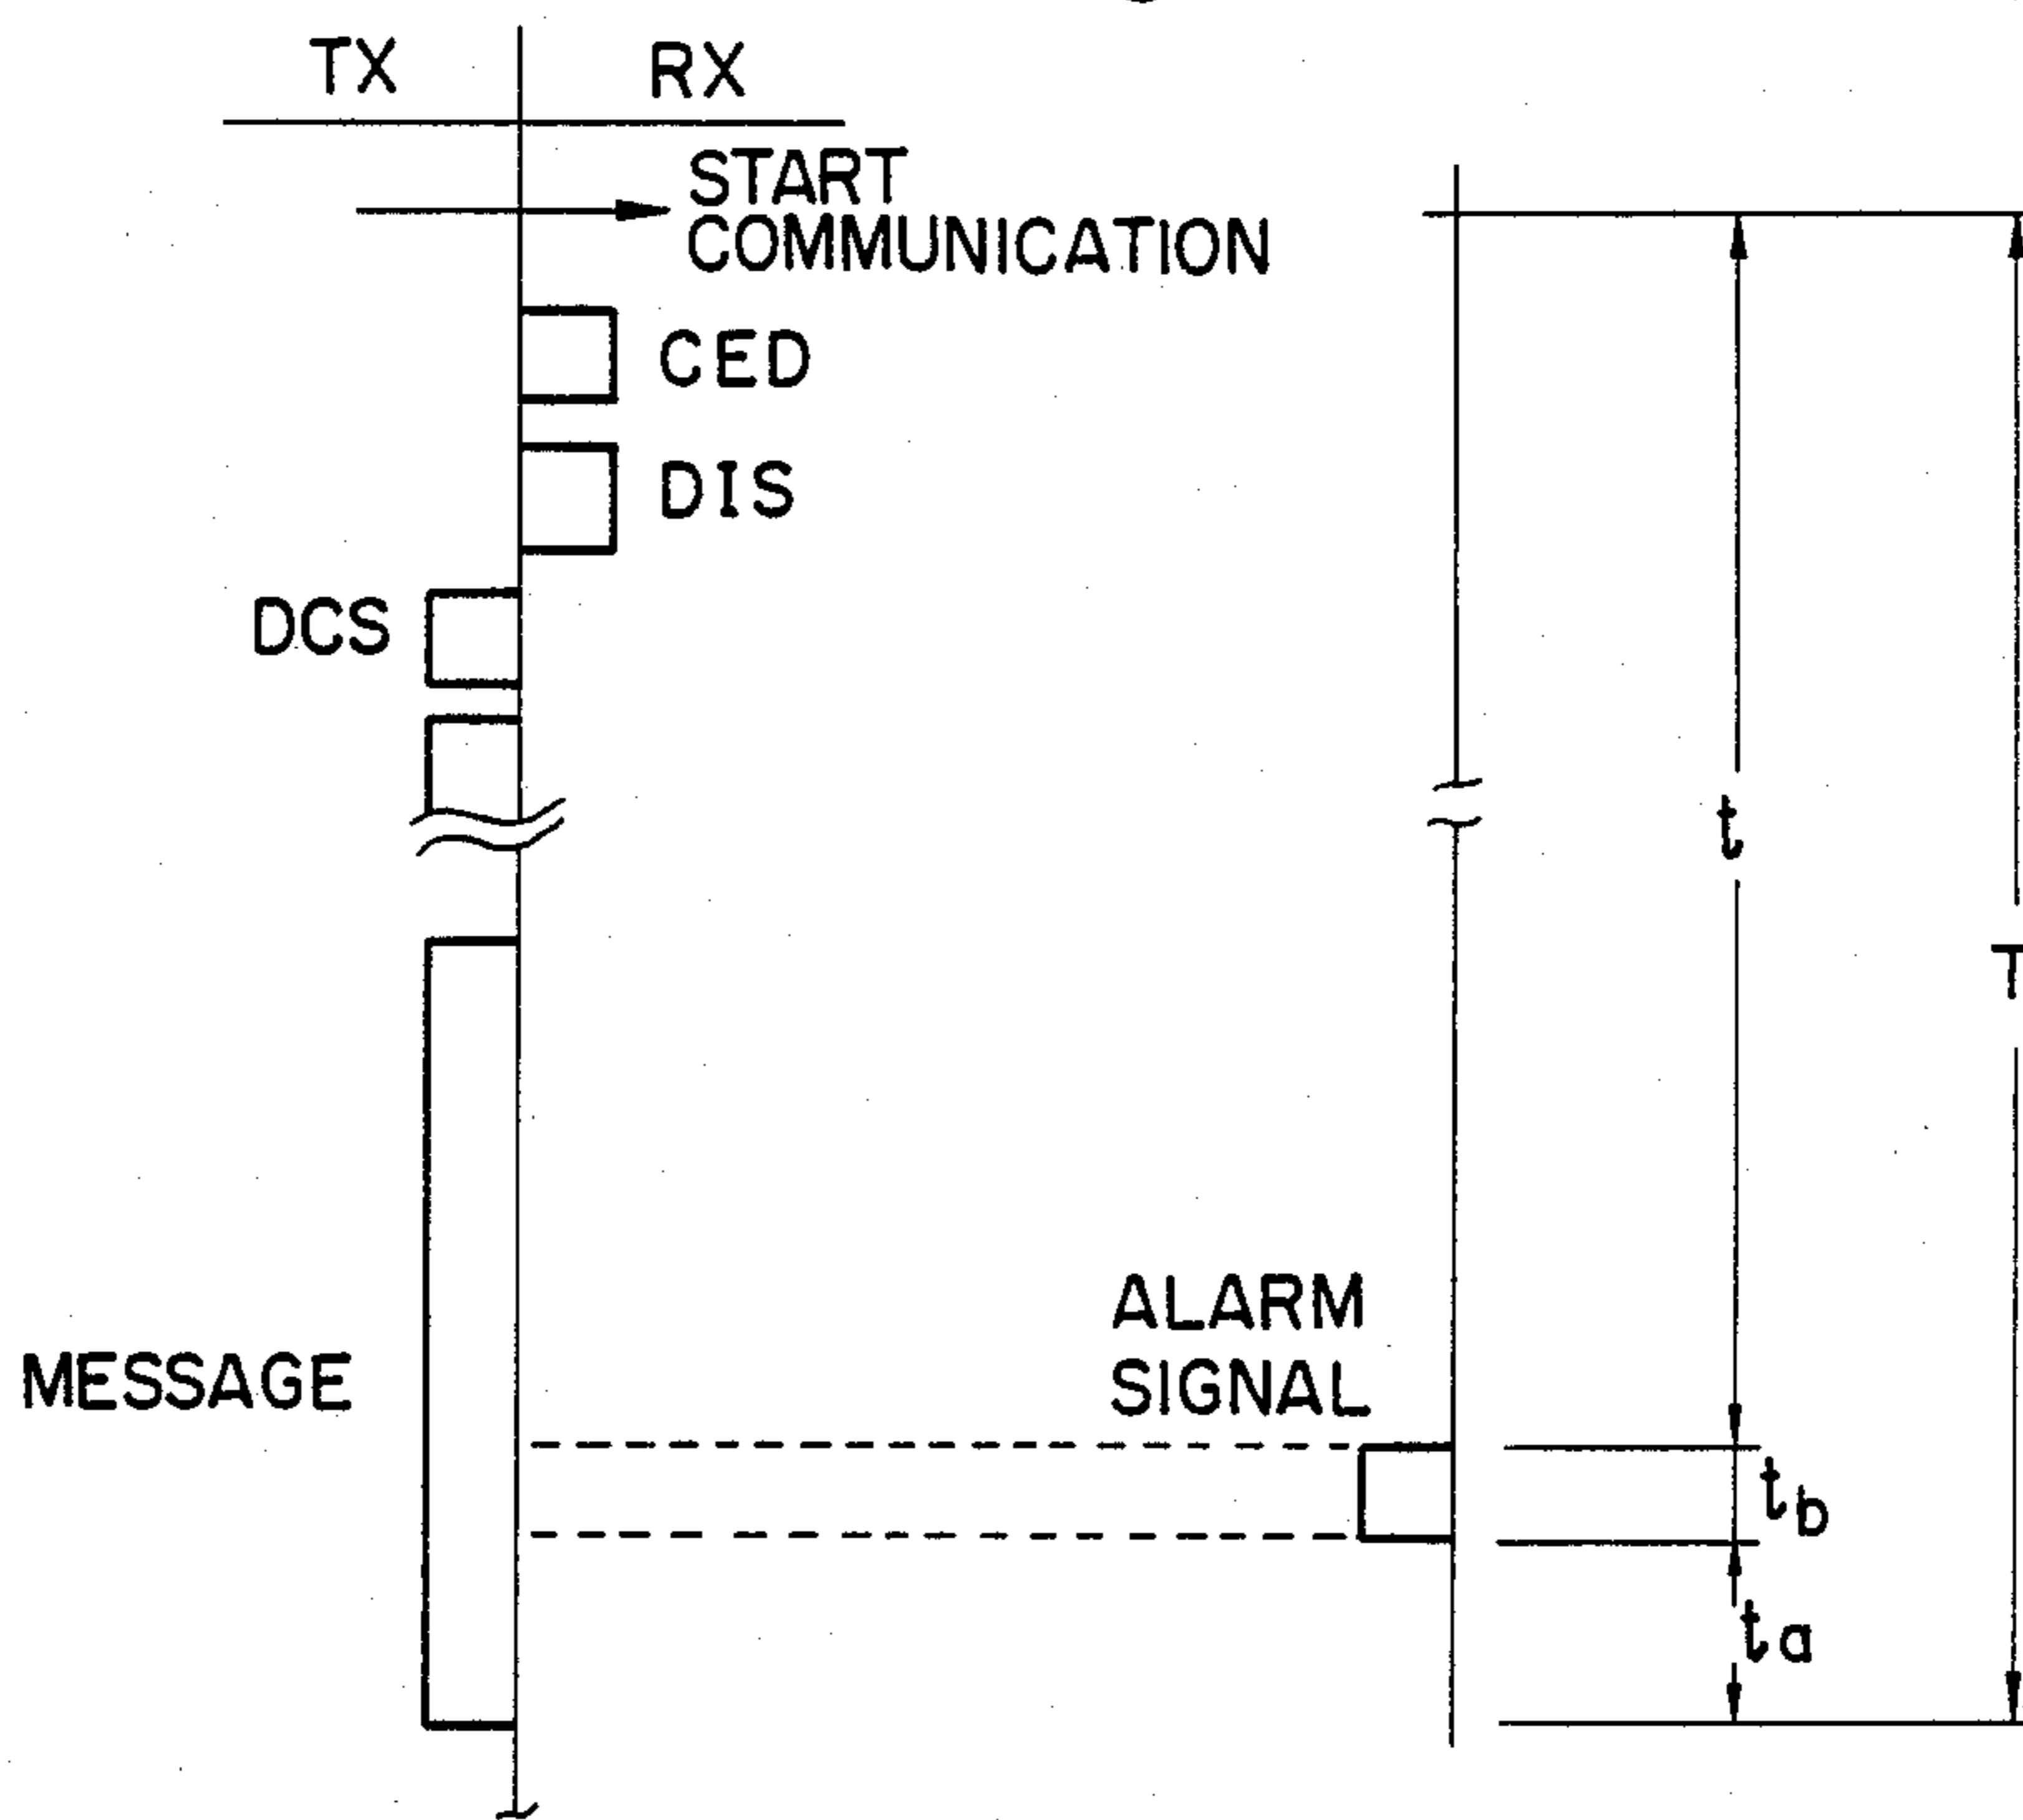 TX
RX
START
COMMUNICATION
CED
DIS
DCS
t
T
ALARM
SIGNAL
MESSAGE
tb
ta